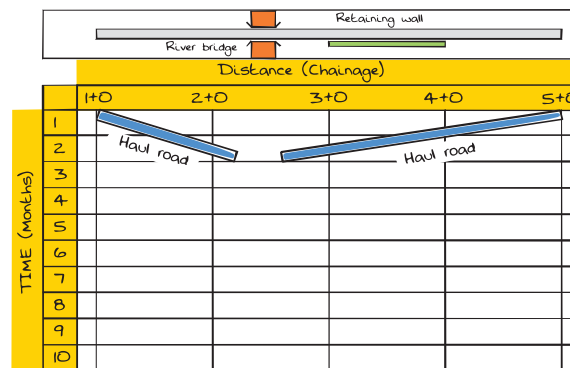 Retaining wall
River bridge
Distance (Chainage)
1+0 2+0 3+0 4+0 5+0
TIME (Months)
1
2
3
4
5
6
7
8
9
10
Haul road
Haul road